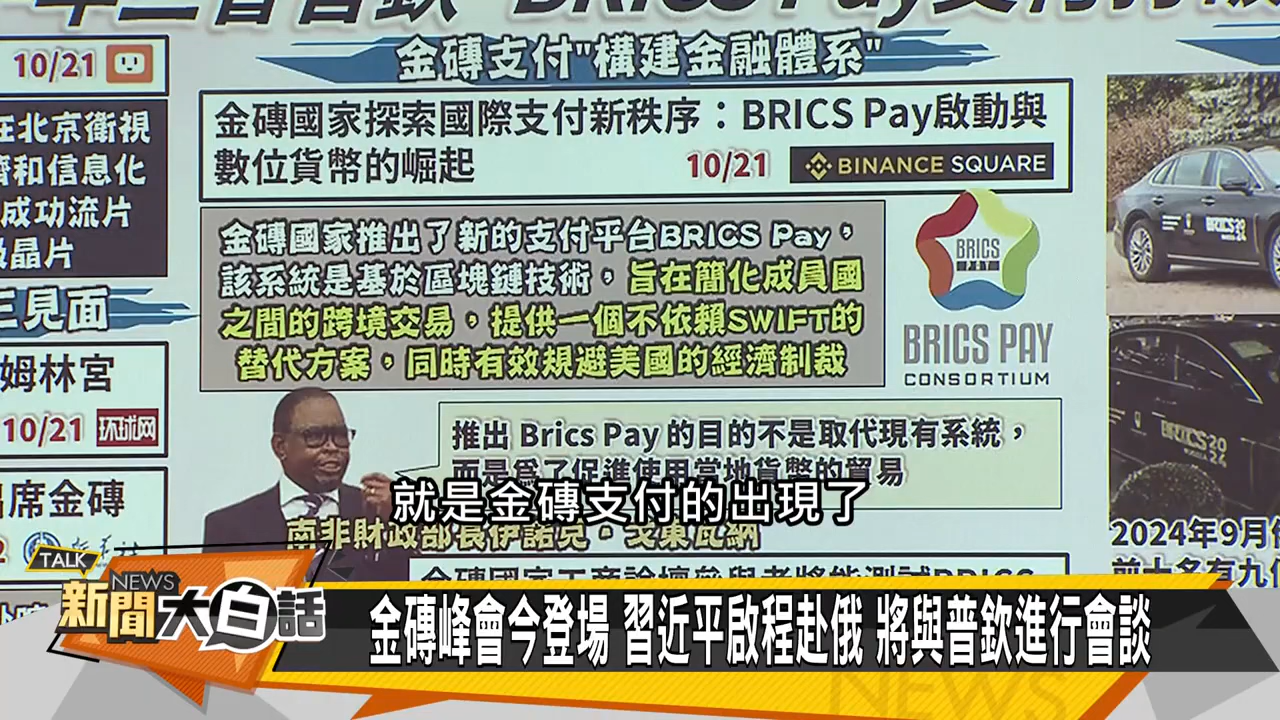 金磚支付"構建金融體系"
10/21
在北京衛視
濟和信息化
成功流片
三見面
姆林宮
10/21 环球网
出席金磚
金磚國家探索國際支付新秩序：BRICS Pay啟動與
數位貨幣的崛起
10/21 BINANCE SQUARE
金磚國家推出了新的支付平台BRICS Pay，
該系統是基於區塊鏈技術，旨在簡化成員國
之間的跨境交易，提供一個不依賴SWIFT的
替代方案，同時有效規避美國的經濟制裁
BRICS
PAY
BRICS PAY
CONSORTIUM
推出 Brics Pay 的目的不是取代現有系統，
而是為了促進使用當地貨幣的貿易
南非財政部長伊諾克．戈東瓦納
就是金磚支付的出現了
2024年9月
TALK
NEWS
新聞大白話
金磚峰會今登場 習近平啟程赴俄 將與普欽進行會談
NEWS